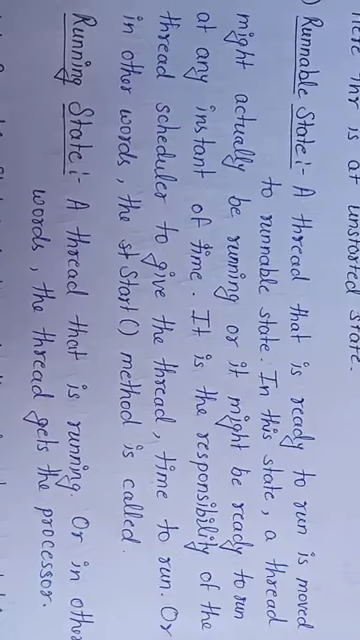 Here thr is at unstarted state.
) Runnable State:- A thread that is ready to run is moved
to runnable state. In this state, a thread
might actually be running or it might be ready to run
at any instant of time. It is the responsibility of the
thread scheduler to give the thread, time to run. Or
in other words, the st Start() method is called.
Running State:- A thread that is running. Or in other
words, the thread gets the processor.